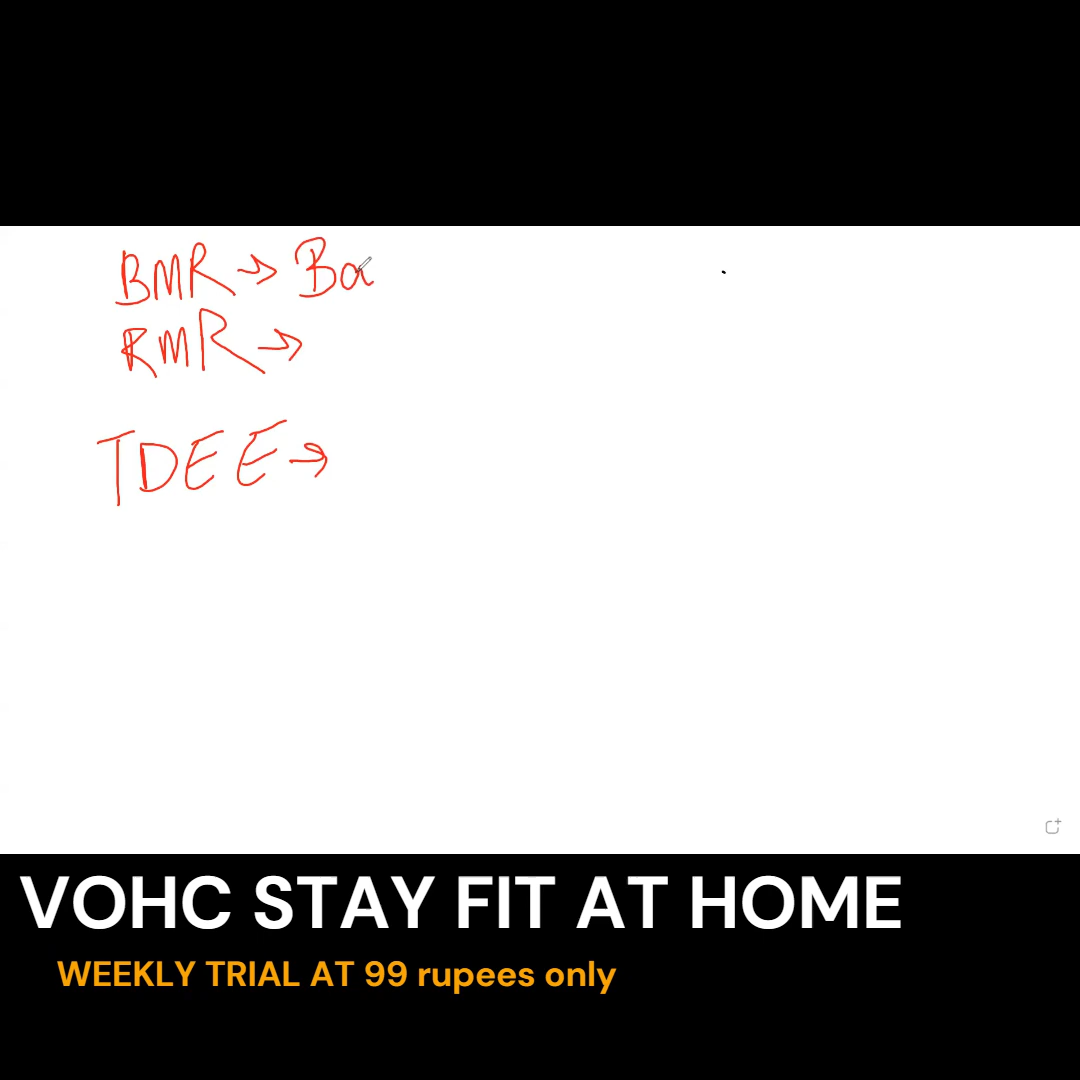 BMR → Ba
RMR →
TDEE →
VOHC STAY FIT AT HOME
WEEKLY TRIAL AT 99 rupees only